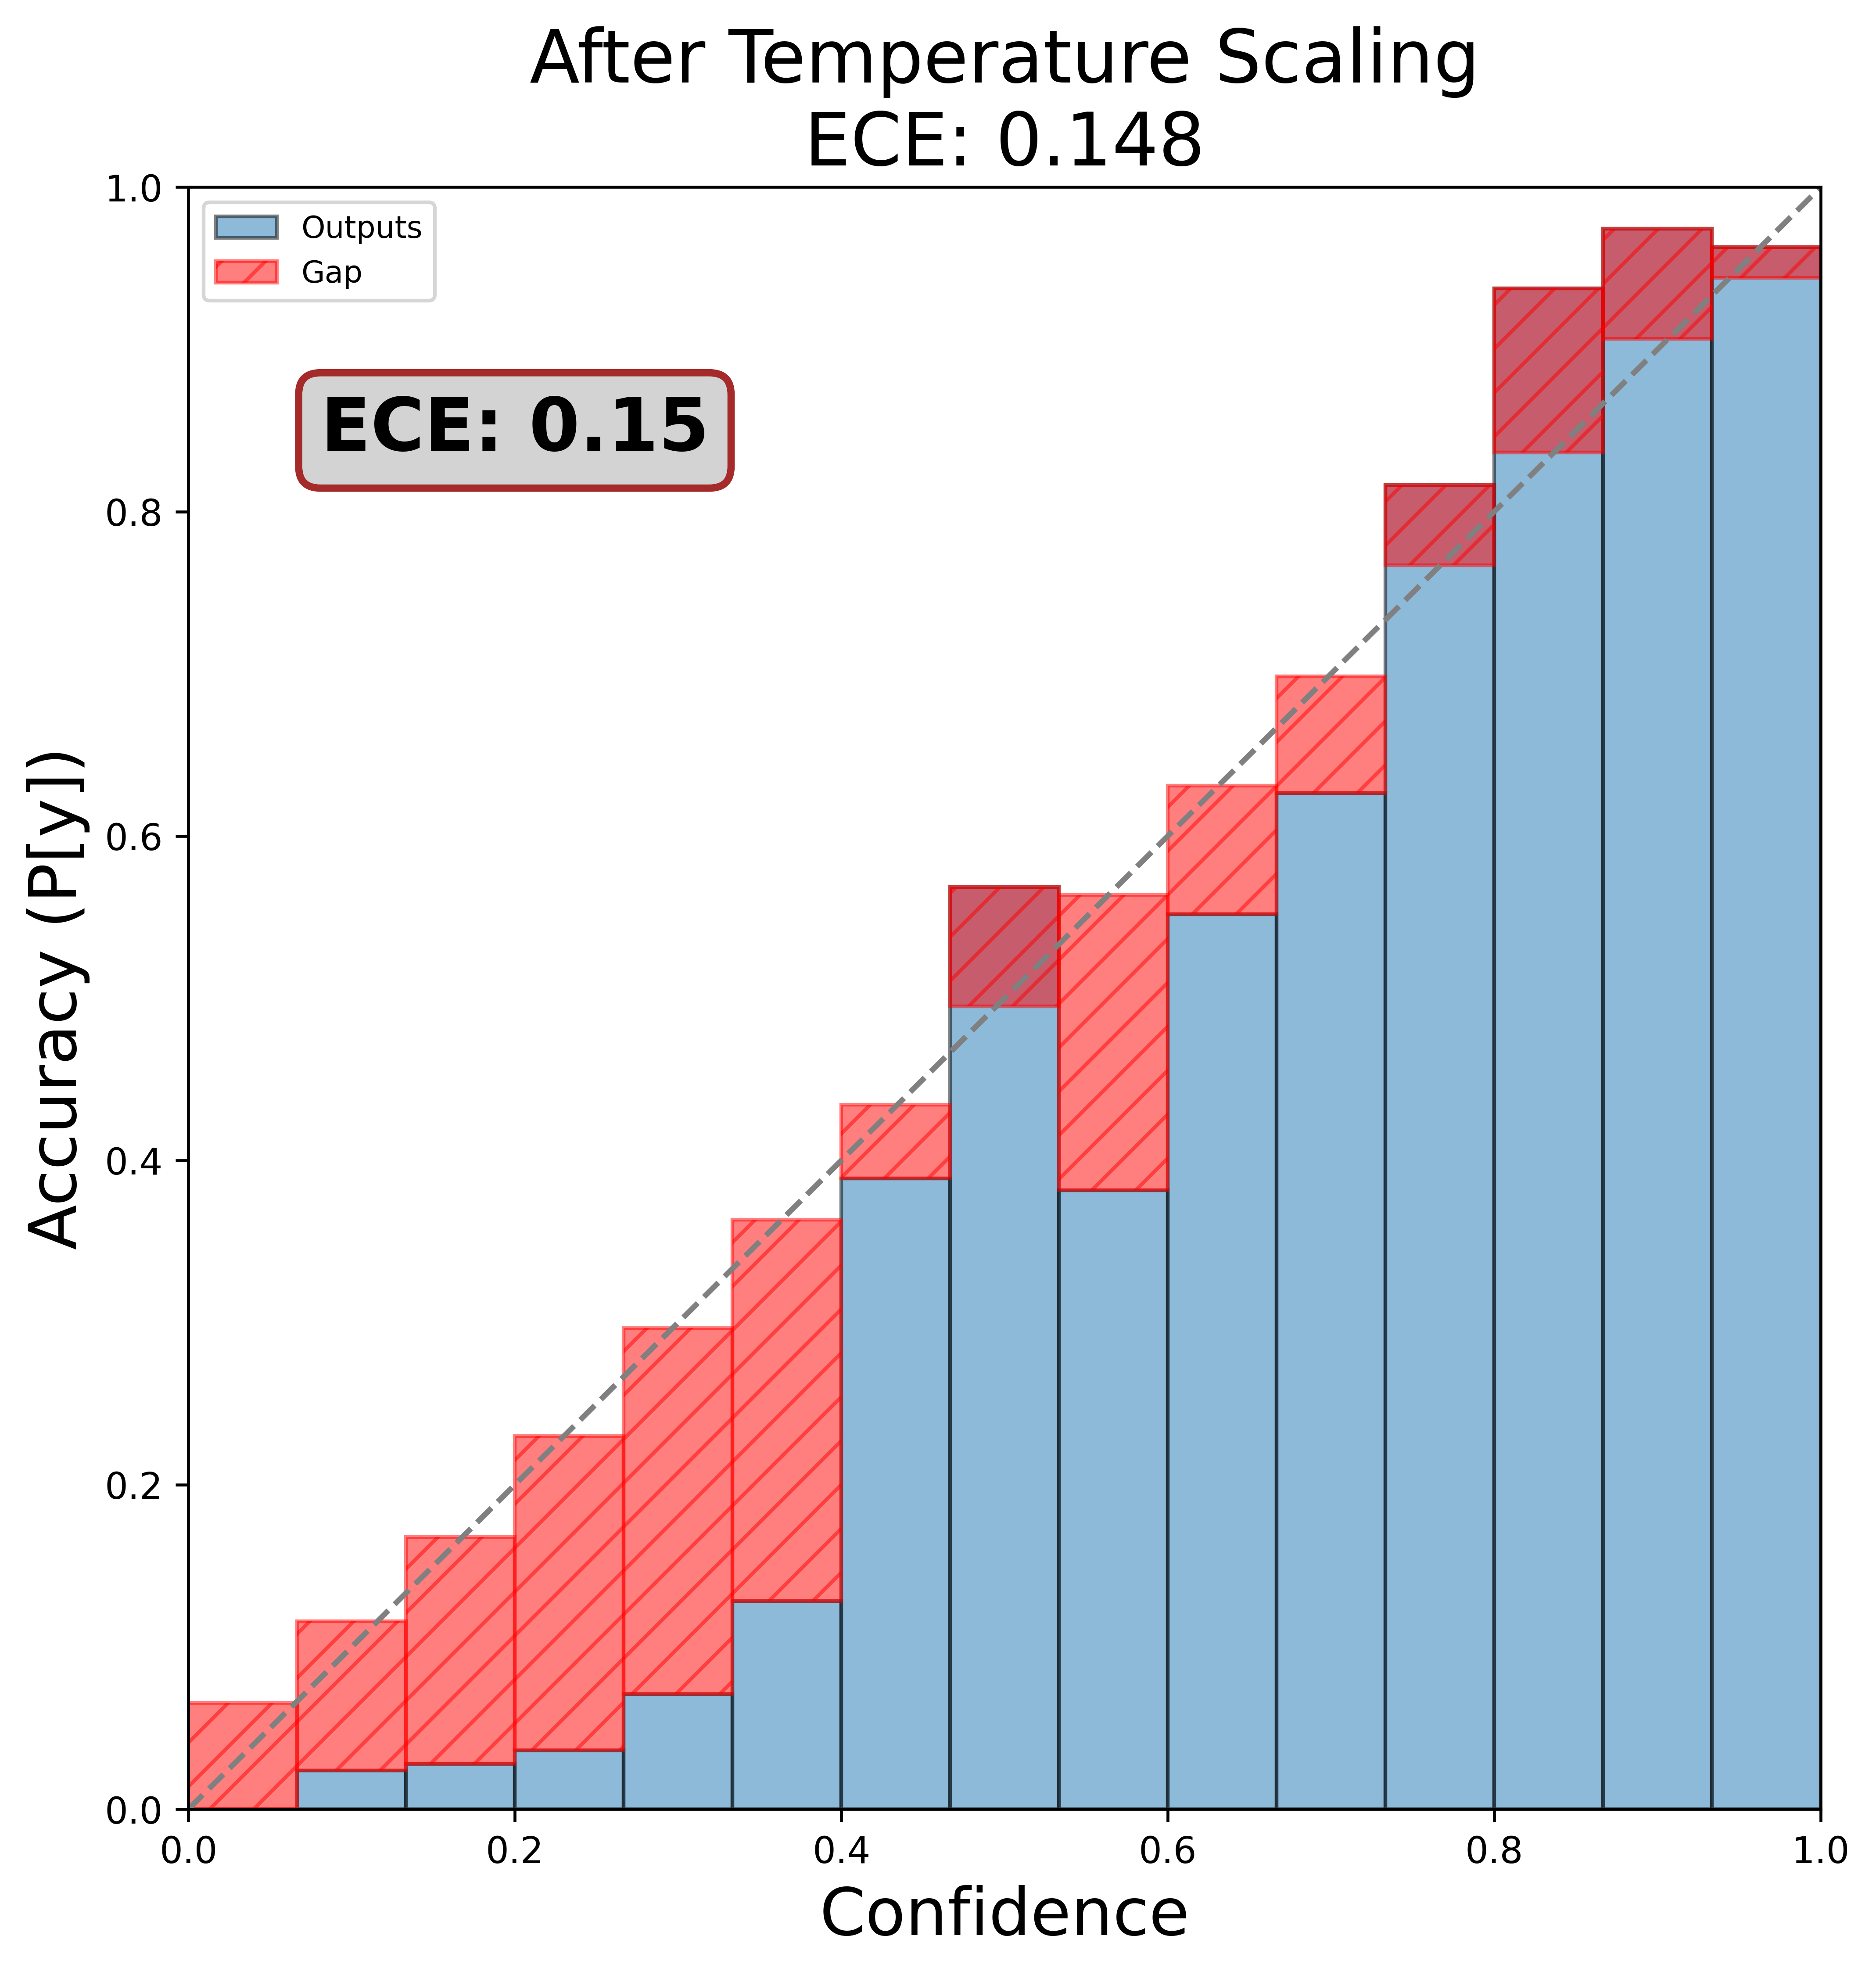 After Temperature Scaling
ECE: 0.148
1.0
Outputs
Gap
ECE: 0.15
0.8
0.6
0.4
0.2
0.0
Accuracy (P[y])
0.0 0.2 0.4 0.6 0.8 1.0
Confidence